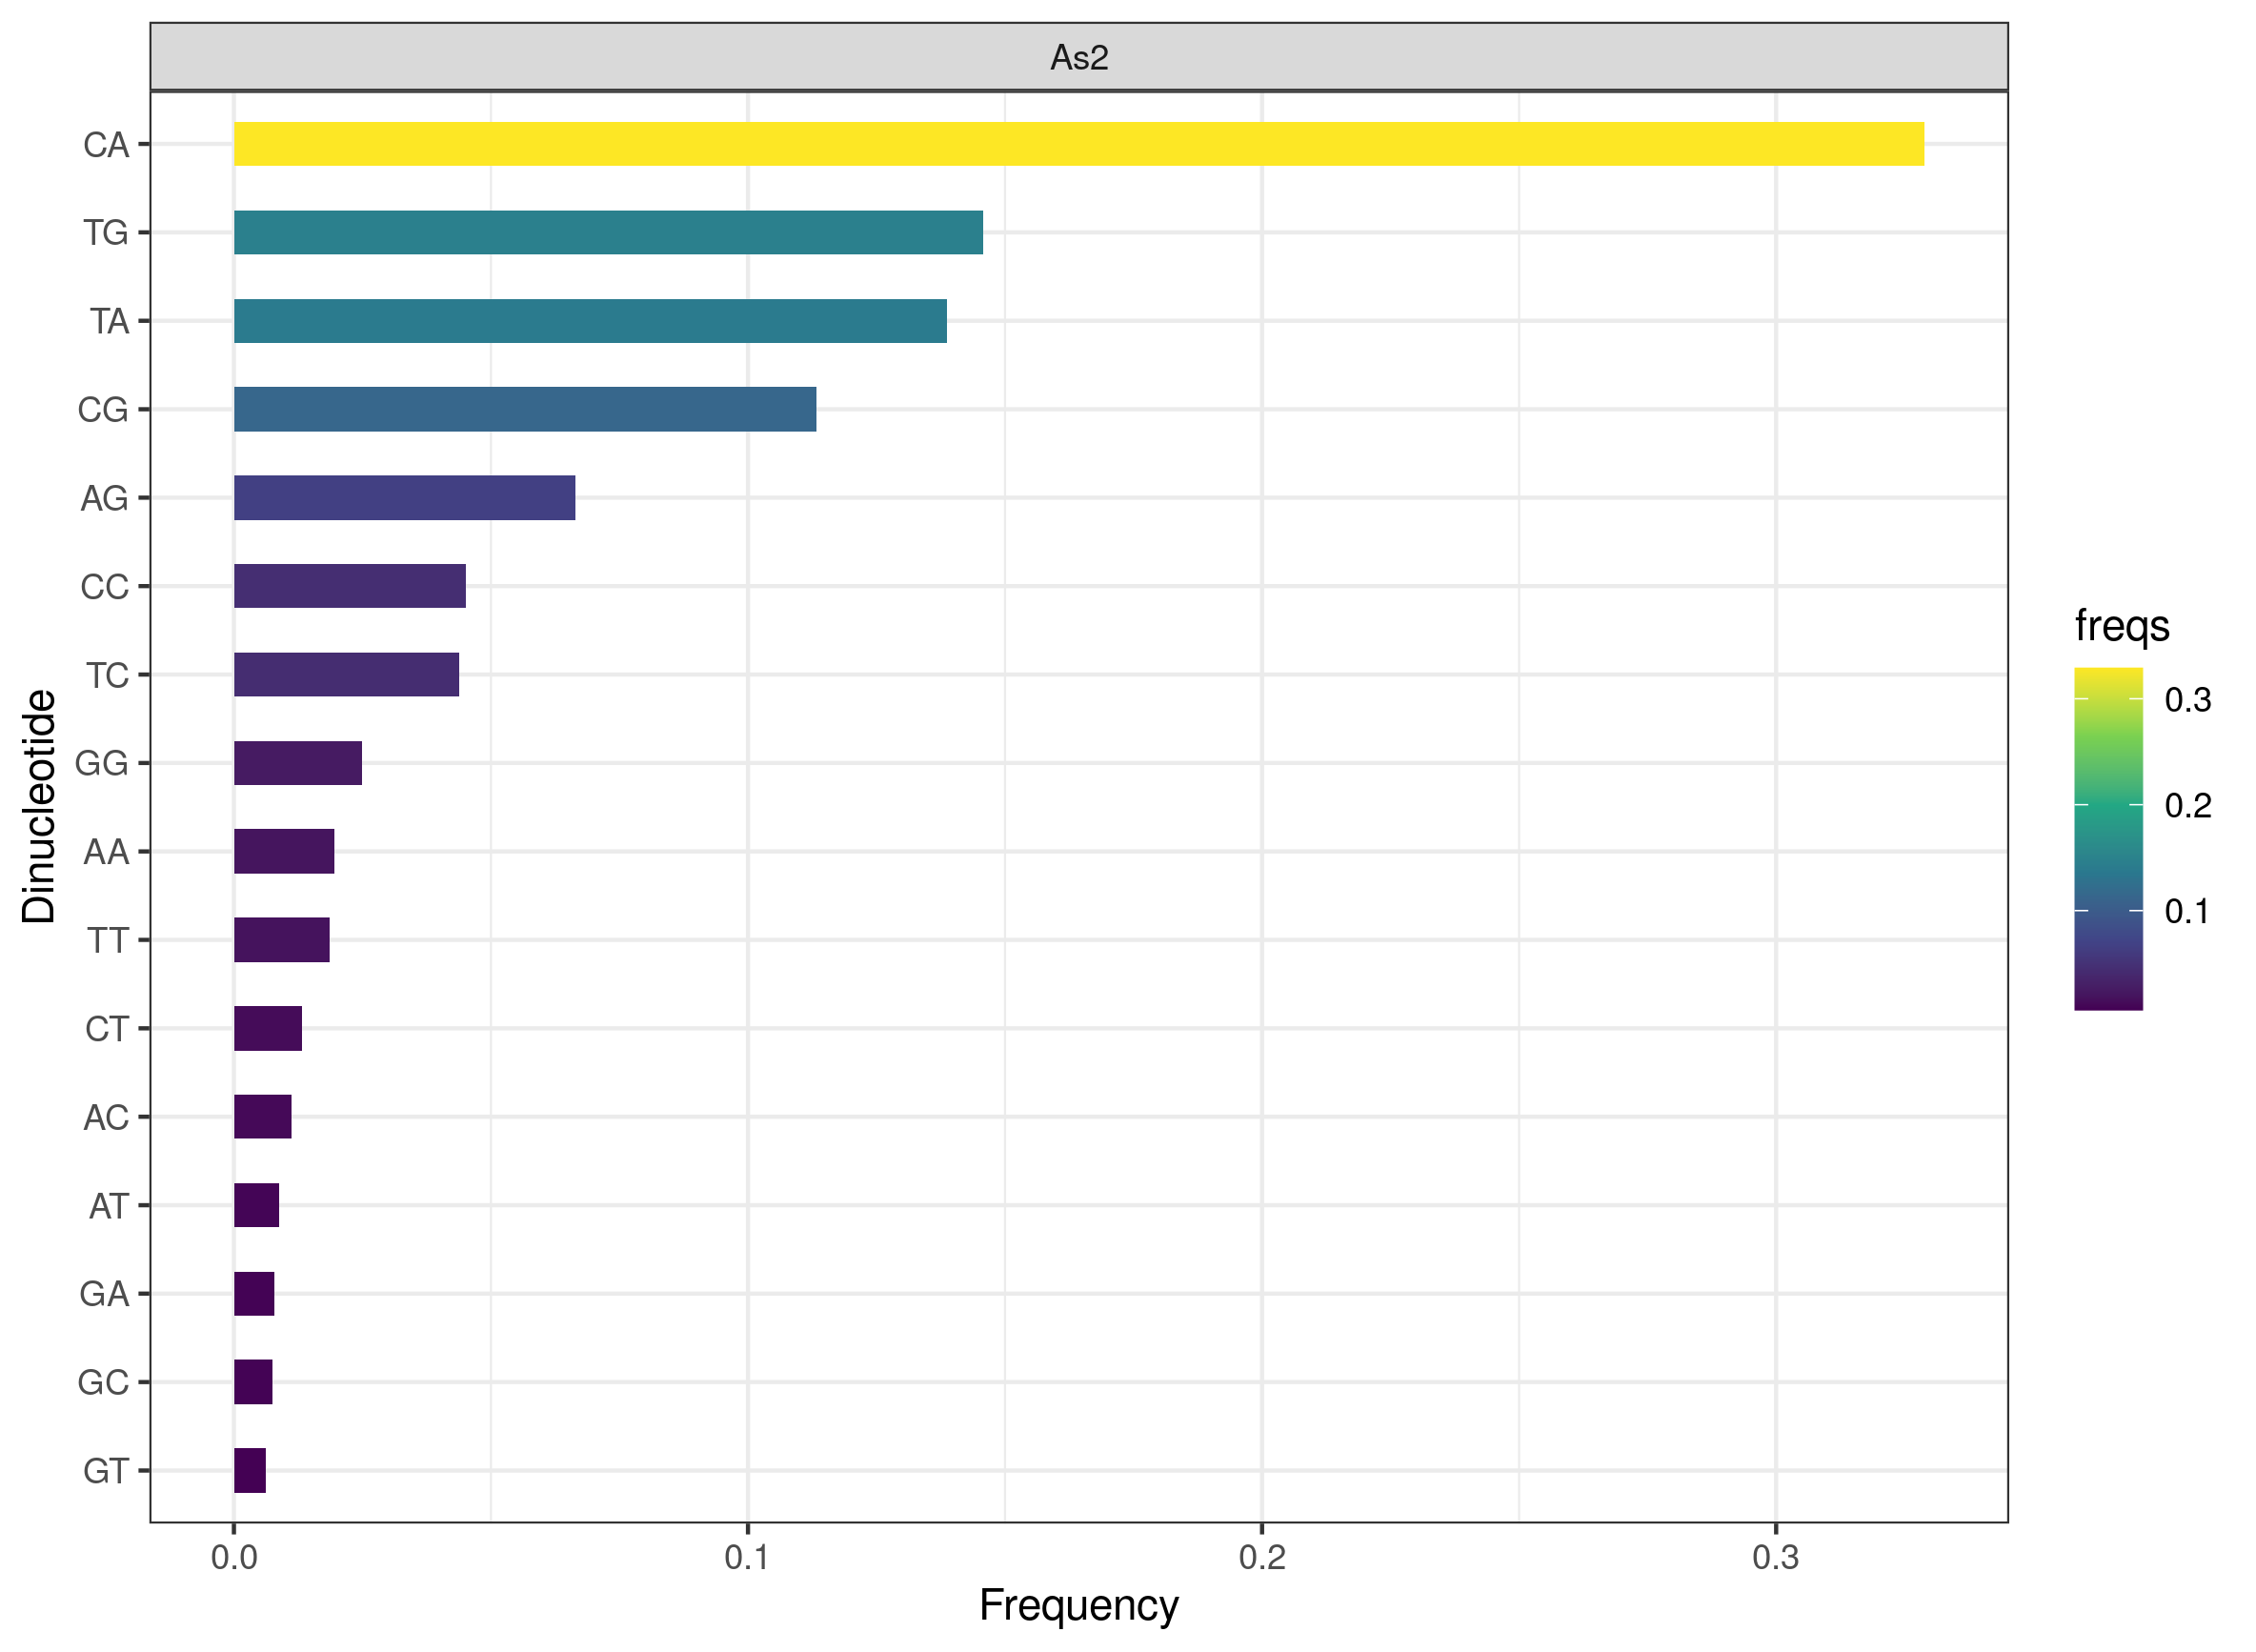 As2
CA
TG
TA
CG
AG
CC
TC
GG
AA
TT
CT
AC
AT
GA
GC
GT
Dinucleotide
0.0 0.1 0.2 0.3
Frequency
freqs
0.3
0.2
0.1